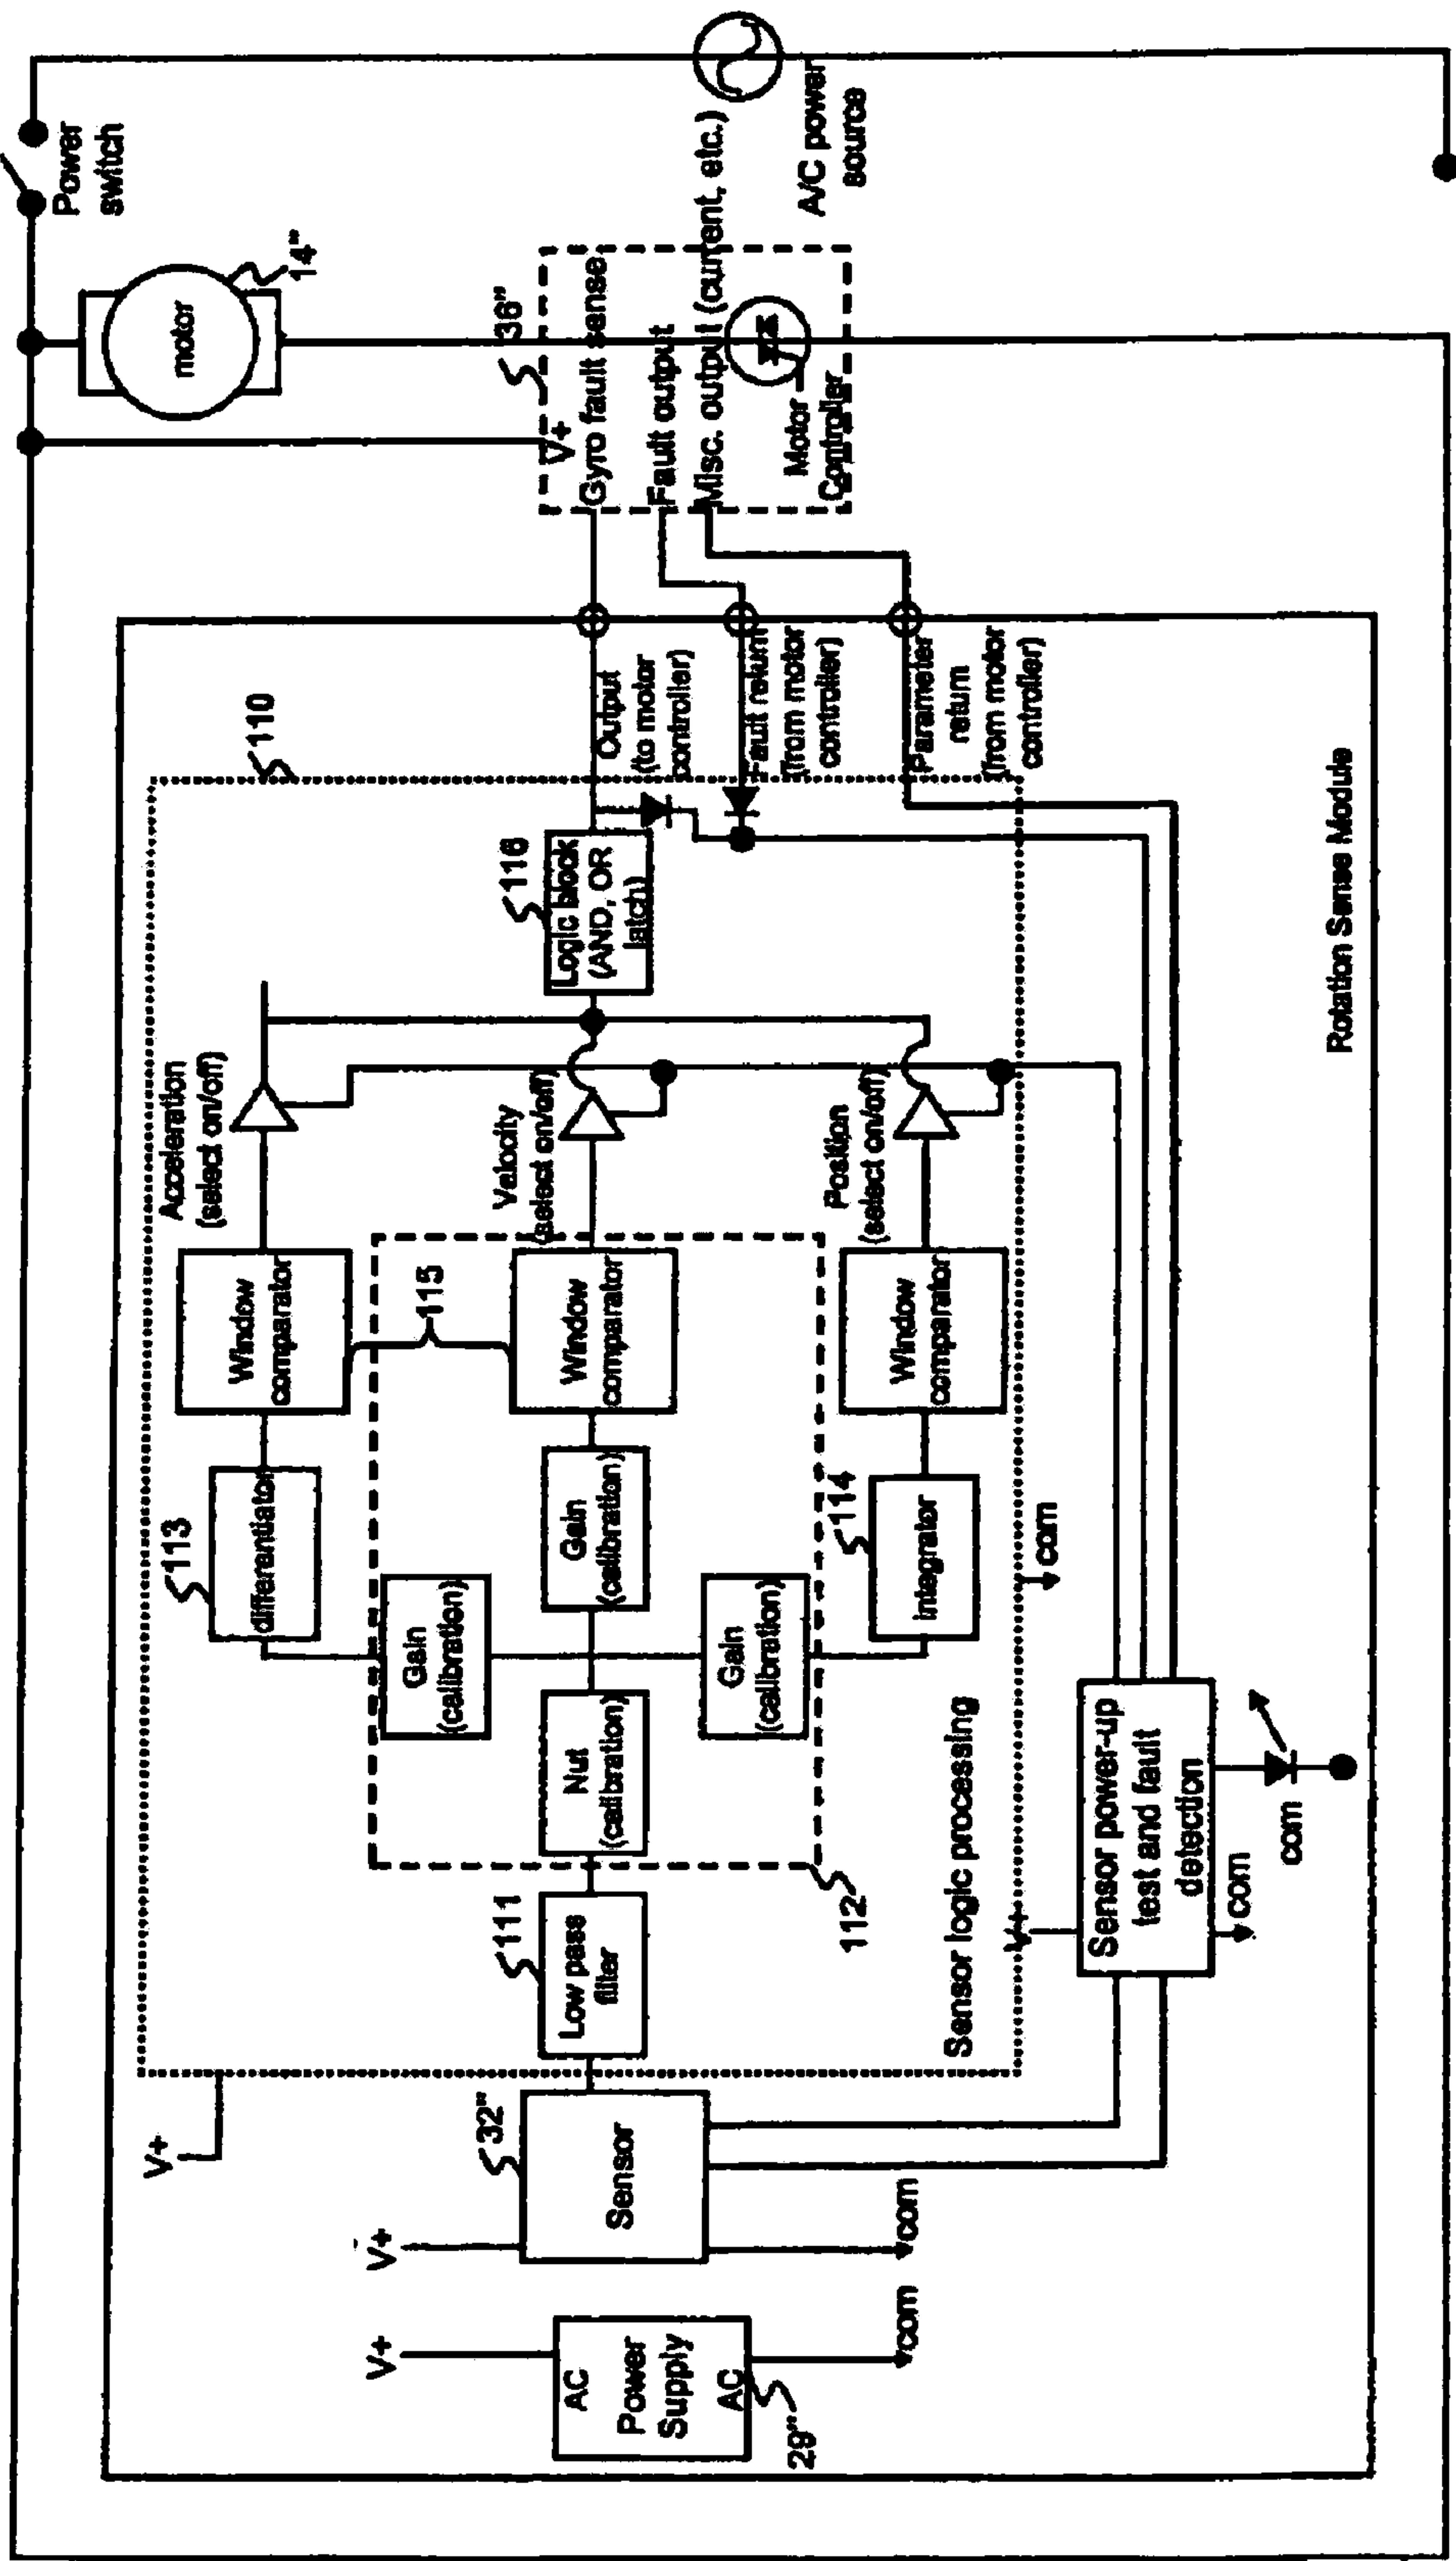 Power
switch
A/C power
source
motor
14"
36"
V+
Gyro fault sense
Fault output
Misc. output (current, etc.)
Motor
Controller
110
Output
(to motor
controller)
Fault return
(from motor
controller)
Parameter
return
(from motor
controller)
116
Logic block
(AND, OR
latch)
Acceleration
(select on/off)
Velocity
(select on/off)
Position
(select on/off)
Window
comparator
115
Window
comparator
Window
comparator
113
differentiator
Gain
(calibration)
Gain
(calibration)
Gain
(calibration)
114
integrator
Nut
(calibration)
112
111
Low pass
filter
Sensor logic processing
com
Rotation Sense Module
Sensor power-up
test and fault
detection
com
com
V+
32"
Sensor
V+
com
V+
AC
Power
Supply
AC
29"
com